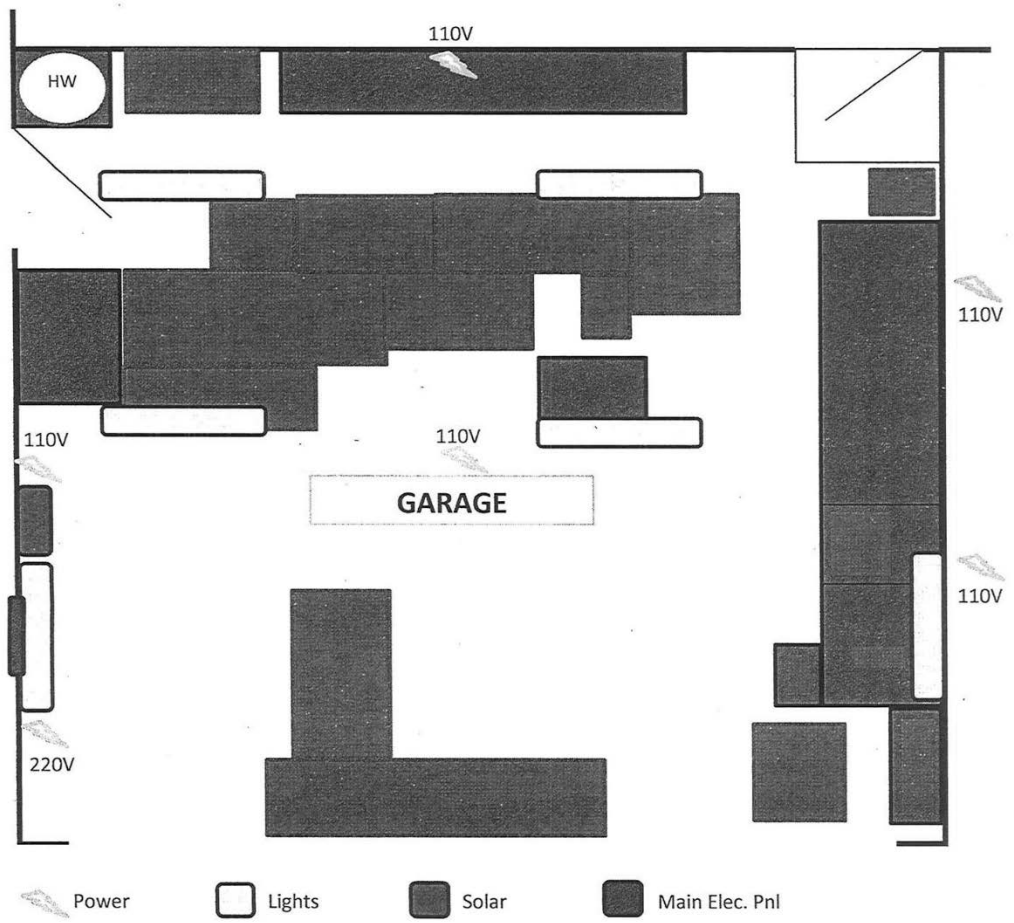 110V
HW
110V
110V
110V
GARAGE
110V
220V
Power
Lights
Solar
Main Elec. Pnl